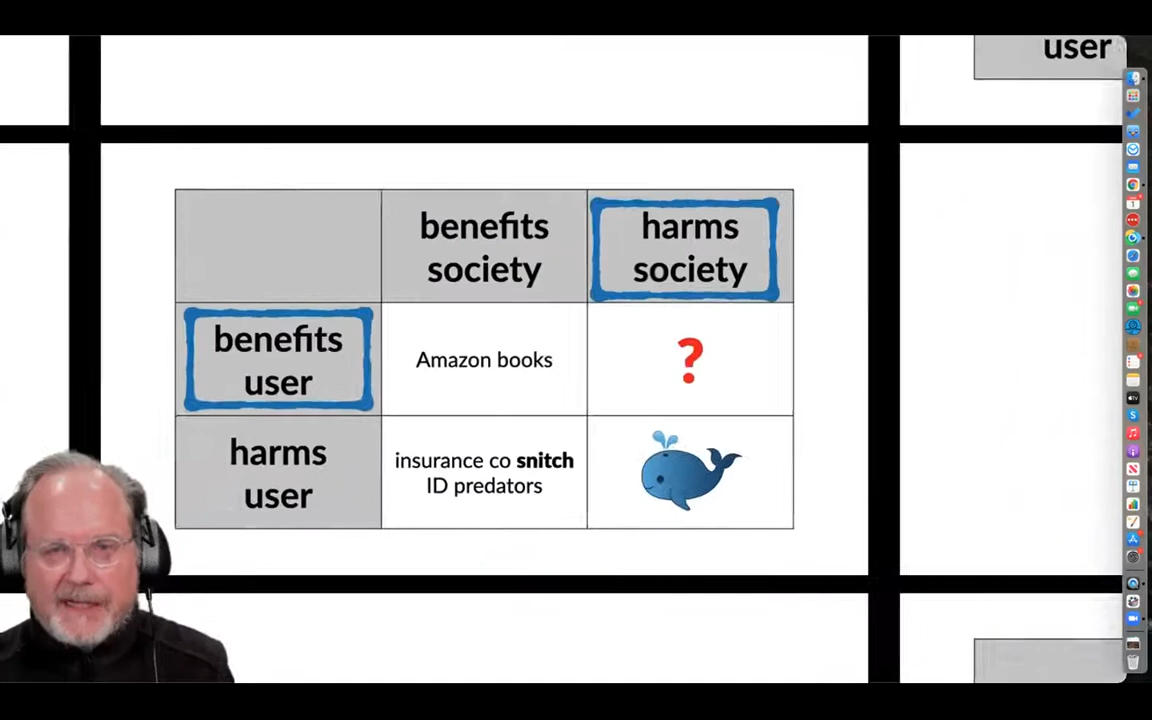 user
benefits
society
harms
society
benefits
user
Amazon books
?
harms
user
insurance co snitch
ID predators